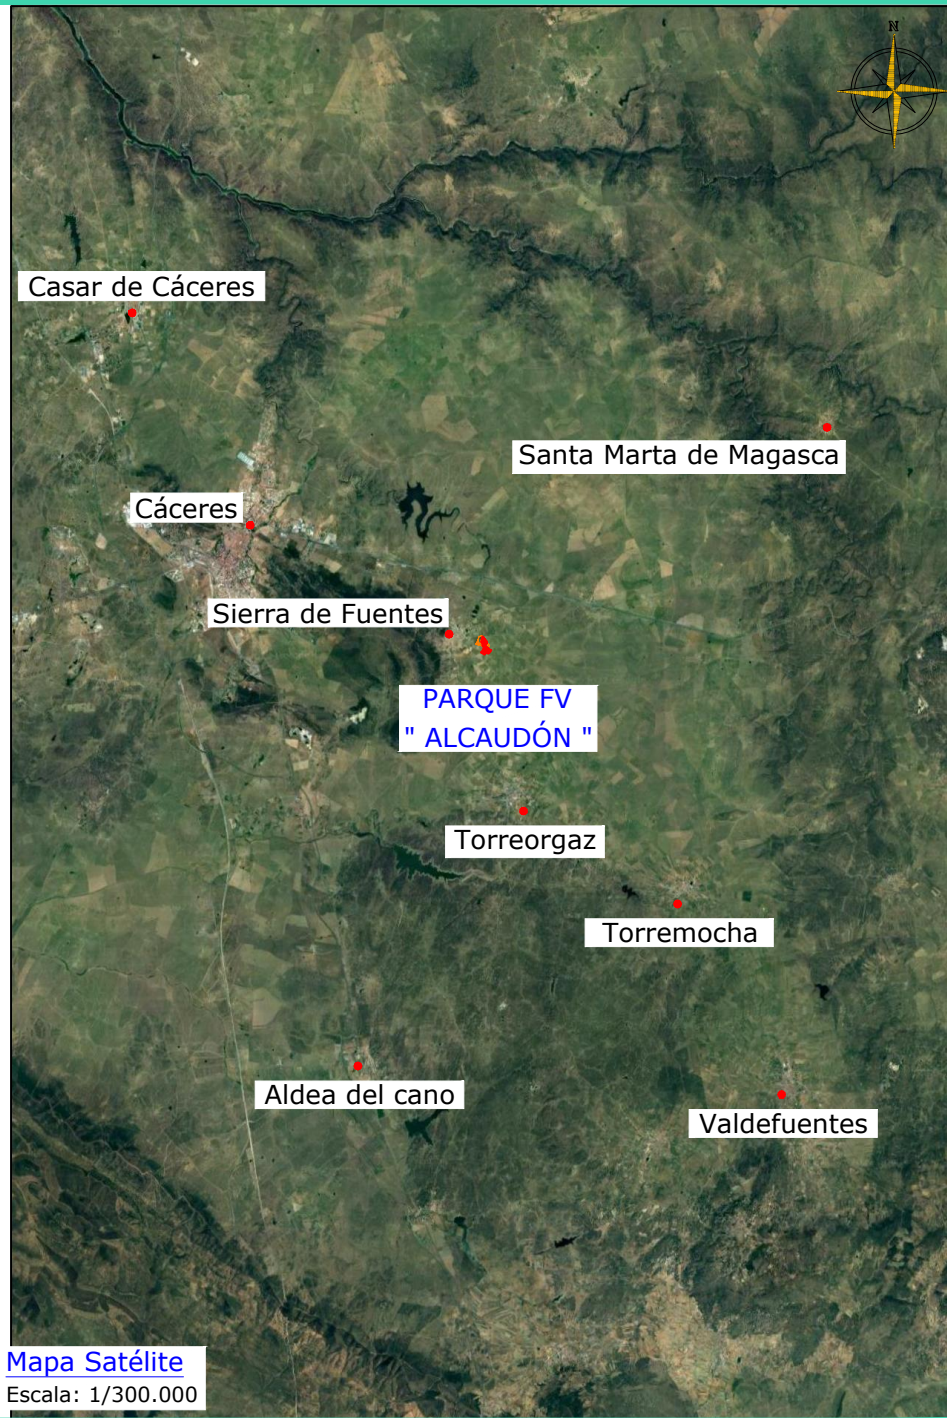 N
Casar de Cáceres
Santa Marta de Magasca
Cáceres
Sierra de Fuentes
PARQUE FV
" ALCAUDÓN "
Torreorgaz
Torremocha
Aldea del cano
Valdefuentes
Mapa Satélite
Escala: 1/300.000